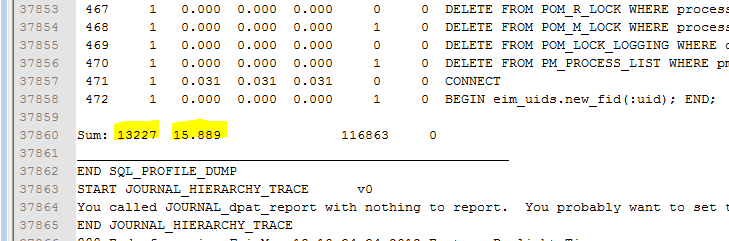 37853 467 1 0.000 0.000 0.000 0 0 DELETE FROM POM_R_LOCK WHERE process
37854 468 1 0.000 0.000 0.000 1 0 DELETE FROM POM_M_LOCK WHERE process
37855 469 1 0.000 0.000 0.000 0 0 DELETE FROM POM_LOCK_LOGGING WHERE
37856 470 1 0.000 0.000 0.000 1 0 DELETE FROM PM_PROCESS_LIST WHERE
37857 471 1 0.031 0.031 0.031 0 0 CONNECT
37858 472 1 0.000 0.000 0.000 1 0 BEGIN eim_uids.new_fid(:uid); END;
37859
37860 Sum: 13227 15.889 116863 0
37861
37862 END SQL_PROFILE_DUMP
37863 START JOURNAL_HIERARCHY_TRACE v0
37864 You called JOURNAL_dpat_report with nothing to report. You probably want to set
37865 END JOURNAL_HIERARCHY_TRACE